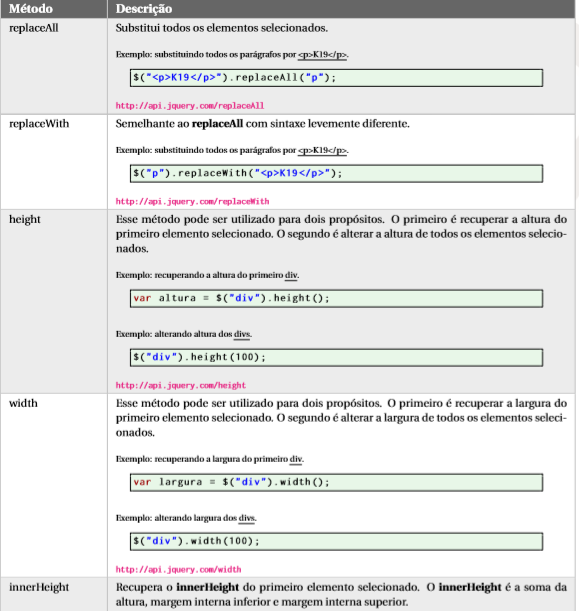 Método Descrição
replaceAll Substitui todos os elementos selecionados.
Exemplo: substituindo todos os parágrafos por <p>K19</p>.
$("<p>K19</p>").replaceAll("p");
http://api.jquery.com/replaceAll
replaceWith Semelhante ao replaceAll com sintaxe levemente diferente.
Exemplo: substituindo todos os parágrafos por <p>K19</p>.
$("p").replaceWith("<p>K19</p>");
http://api.jquery.com/replaceWith
height Esse método pode ser utilizado para dois propósitos. O primeiro é recuperar a altura do
primeiro elemento selecionado. O segundo é alterar a altura de todos os elementos selecio-
nados.
Exemplo: recuperando a altura do primeiro div.
var altura = $("div").height();
Exemplo: alterando altura dos divs.
$("div").height(100);
http://api.jquery.com/height
width Esse método pode ser utilizado para dois propósitos. O primeiro é recuperar a largura do
primeiro elemento selecionado. O segundo é alterar a largura de todos os elementos seleci-
onados.
Exemplo: recuperando a largura do primeiro div.
var largura = $("div").width();
Exemplo: alterando largura dos divs.
$("div").width(100);
http://api.jquery.com/width
innerHeight Recupera o innerHeight do primeiro elemento selecionado. O innerHeight é a soma da
altura, margem interna inferior e margem interna superior.